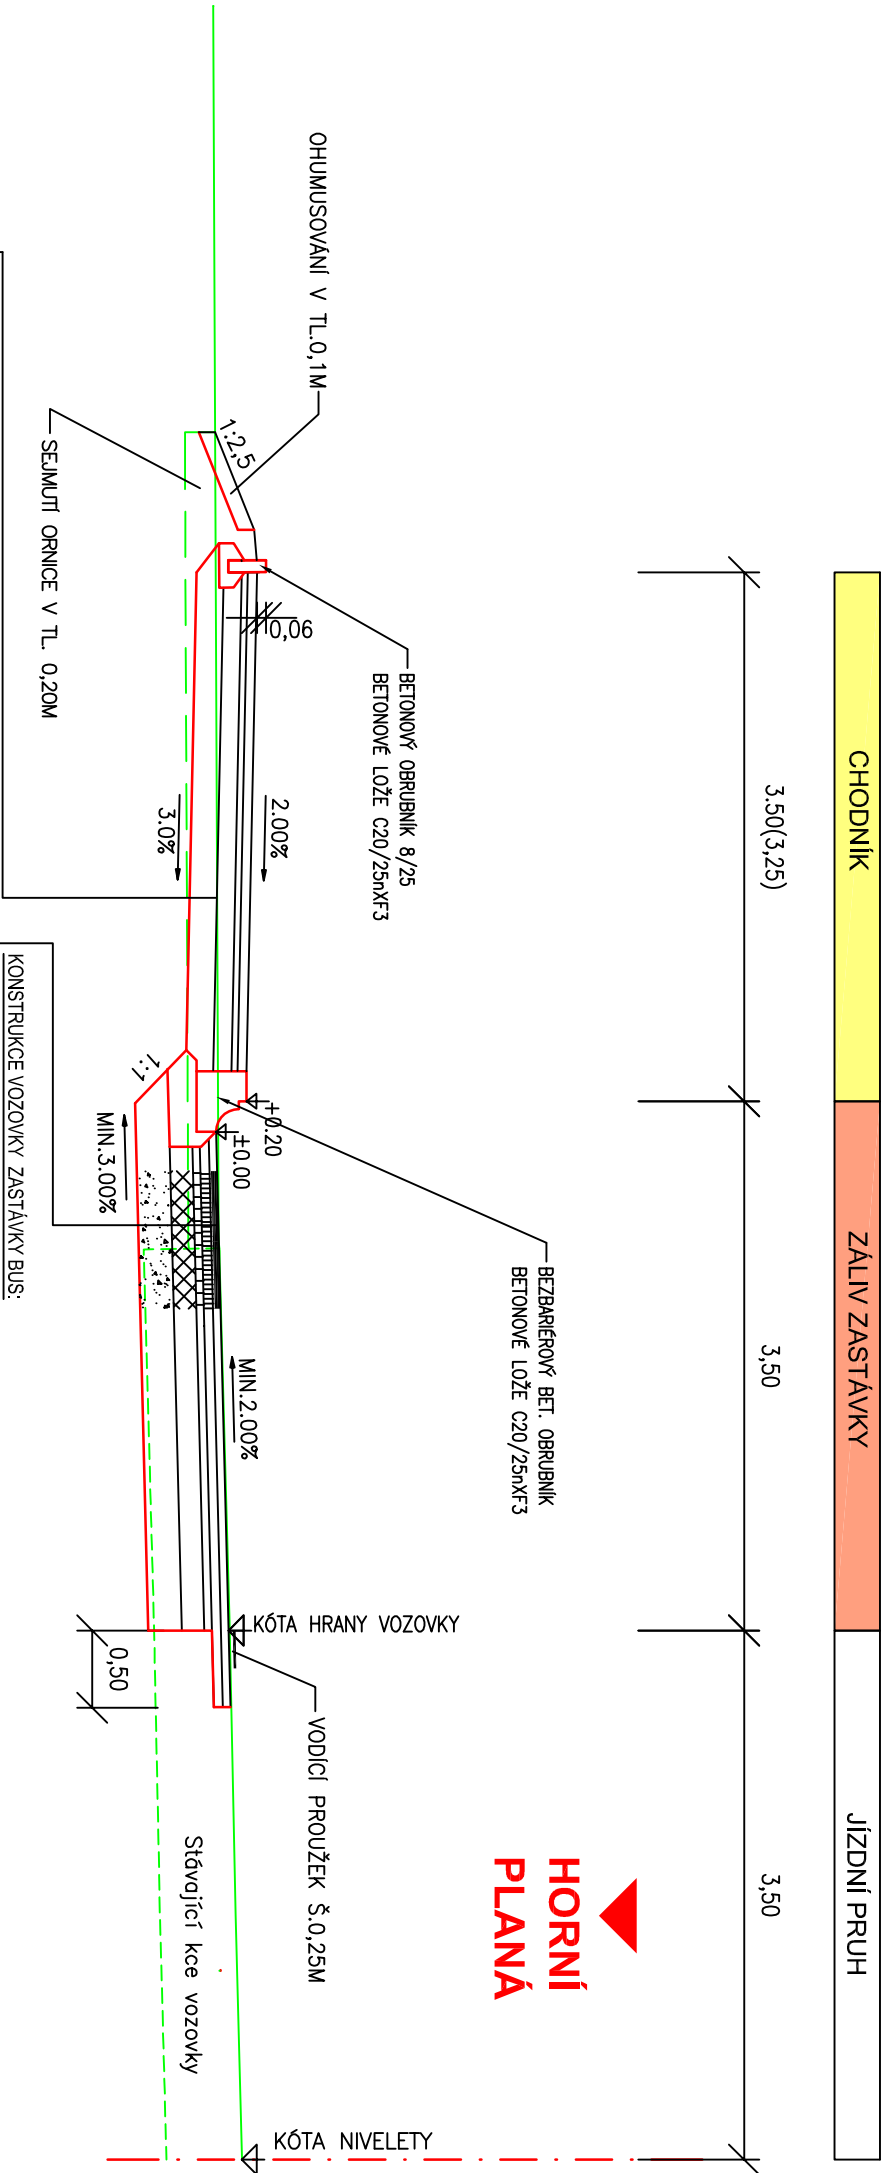 CHODNÍK
ZÁLIV ZASTÁVKY
JÍZDNÍ PRUH
3.50(3,25)
3,50
3,50
HORNÍ
PLANÁ
OHUMUSOVÁNÍ V TL.0,1M
BETONOVÝ OBRUBNÍK 8/25
BETONOVÉ LOŽE C20/25nXF3
BEZBARIÉROVÝ BET. OBRUBNÍK
BETONOVÉ LOŽE C20/25nXF3
VODÍCÍ PROUŽEK Š.0,25M
KÓTA HRANY VOZOVKY
KÓTA NIVELETY
1:2,5
0,06
2.00%
+0.20
±0.00
MIN.2.00%
3.0%
1:1
MIN.3.00%
0,50
Stávající kce vozovky
SEJMUTÍ ORNICE V TL. 0,20M
KONSTRUKCE VOZOVKY ZASTÁVKY BUS: